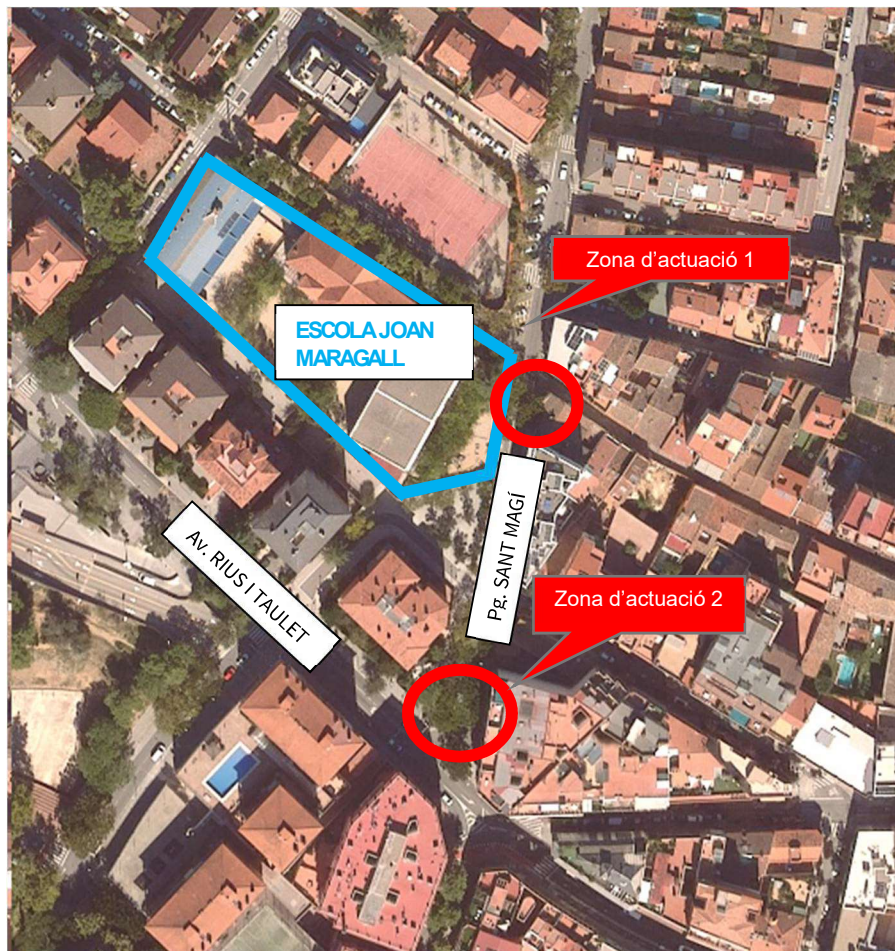 Zona d’actuació 1
ESCOLA JOAN
MARAGALL
Pg. SANT MAGÍ
Av. RIUS I TAULET
Zona d’actuació 2